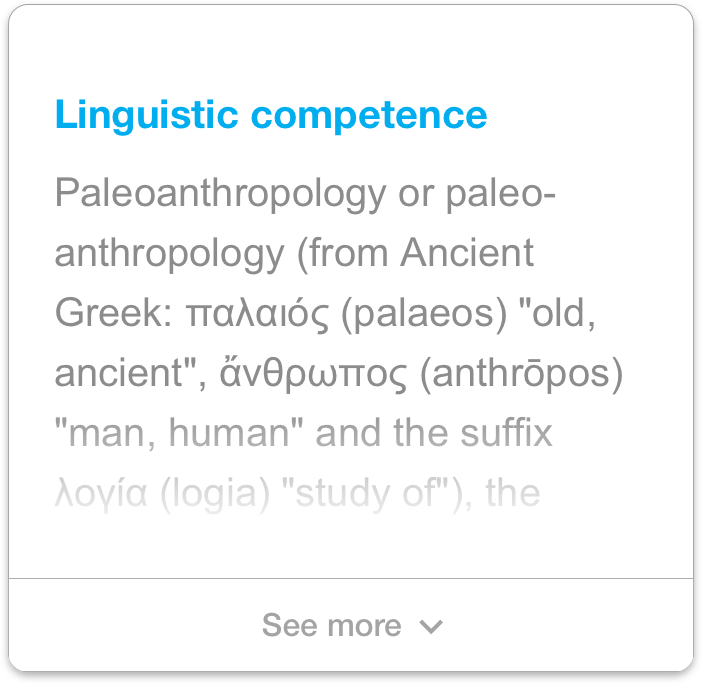 Linguistic competence
Paleoanthropology or paleo-
anthropology (from Ancient
Greek: παλαιός (palaeos) "old,
ancient", ἄνθρωπος (anthrōpos)
"man, human" and the suffix
λογία (logia) "study of"), the
See more